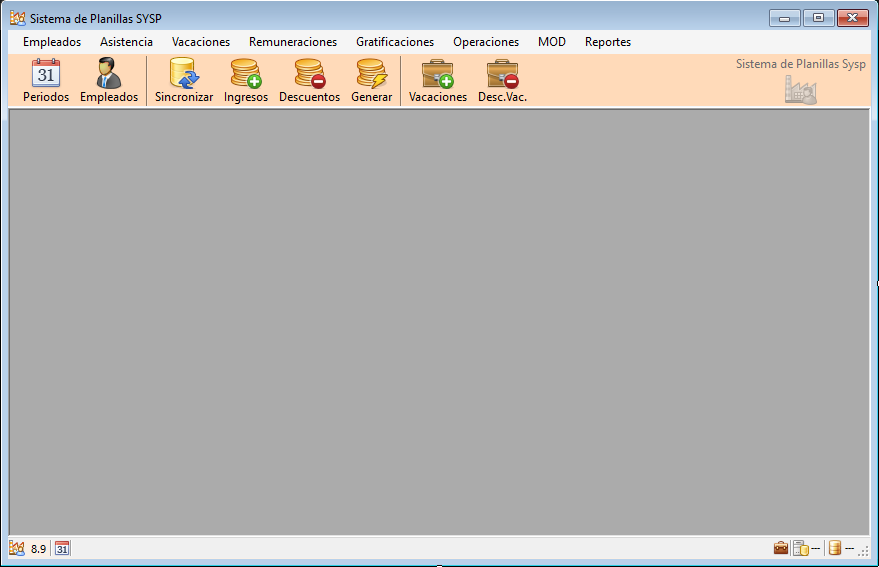 Sistema de Planillas SYSP
Empleados Asistencia Vacaciones Remuneraciones Gratificaciones Operaciones MOD Reportes
31
Periodos Empleados Sincronizar Ingresos Descuentos Generar Vacaciones Desc.Vac.
Sistema de Planillas Sysp
8.9 31 --- ---